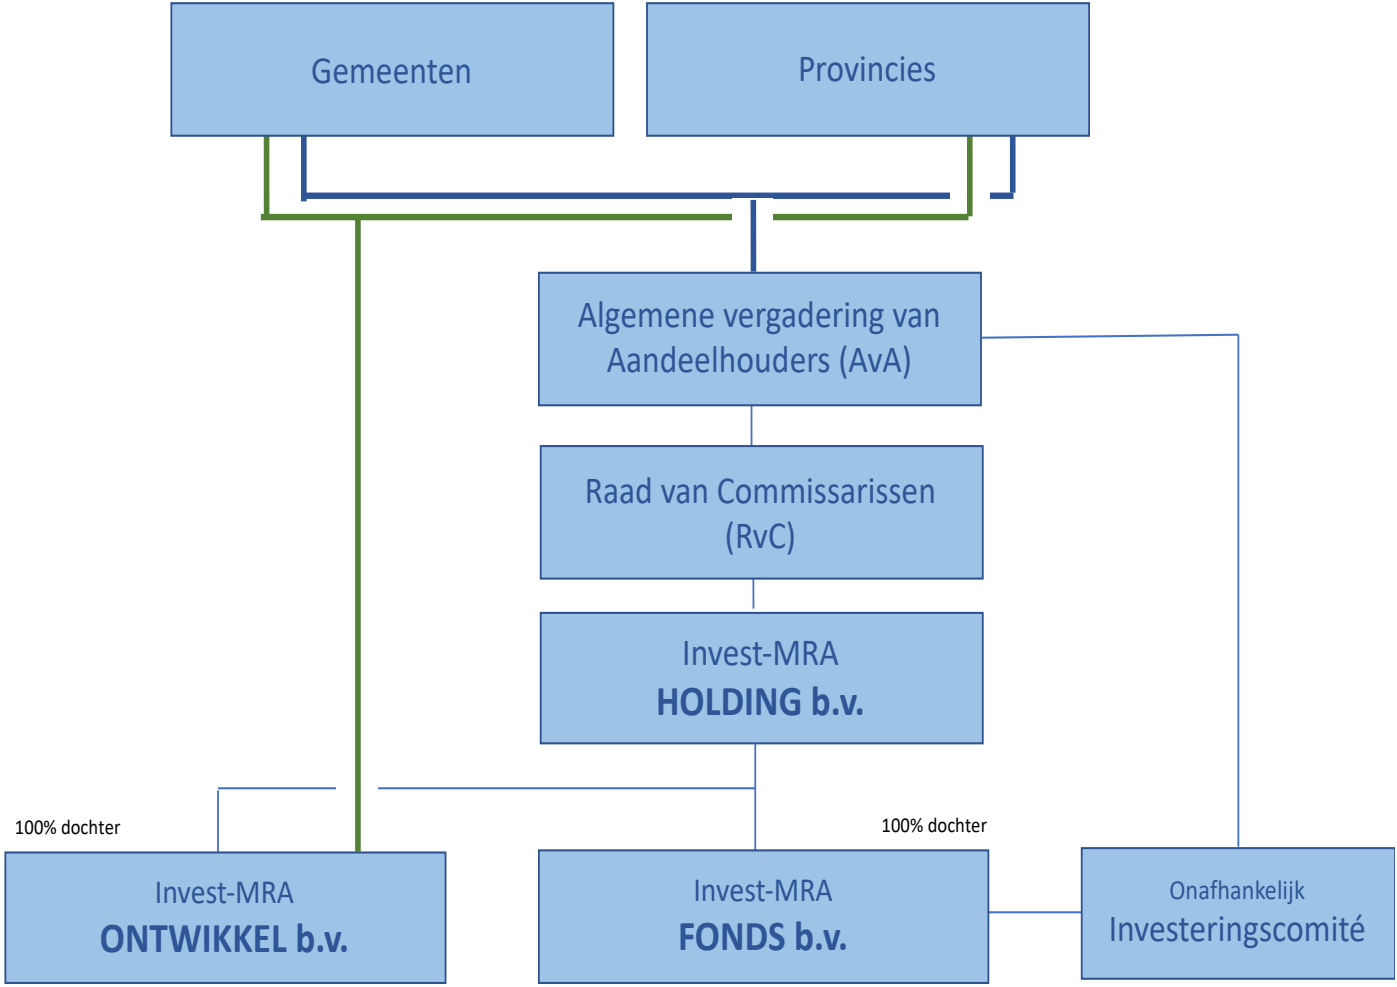 Gemeenten
Provincies
Algemene vergadering van
Aandeelhouders (AvA)
Raad van Commissarissen
(RvC)
Invest-MRA
HOLDING b.v.
100% dochter
100% dochter
Invest-MRA
ONTWIKKEL b.v.
Invest-MRA
FONDS b.v.
Onafhankelijk
Investeringscomité